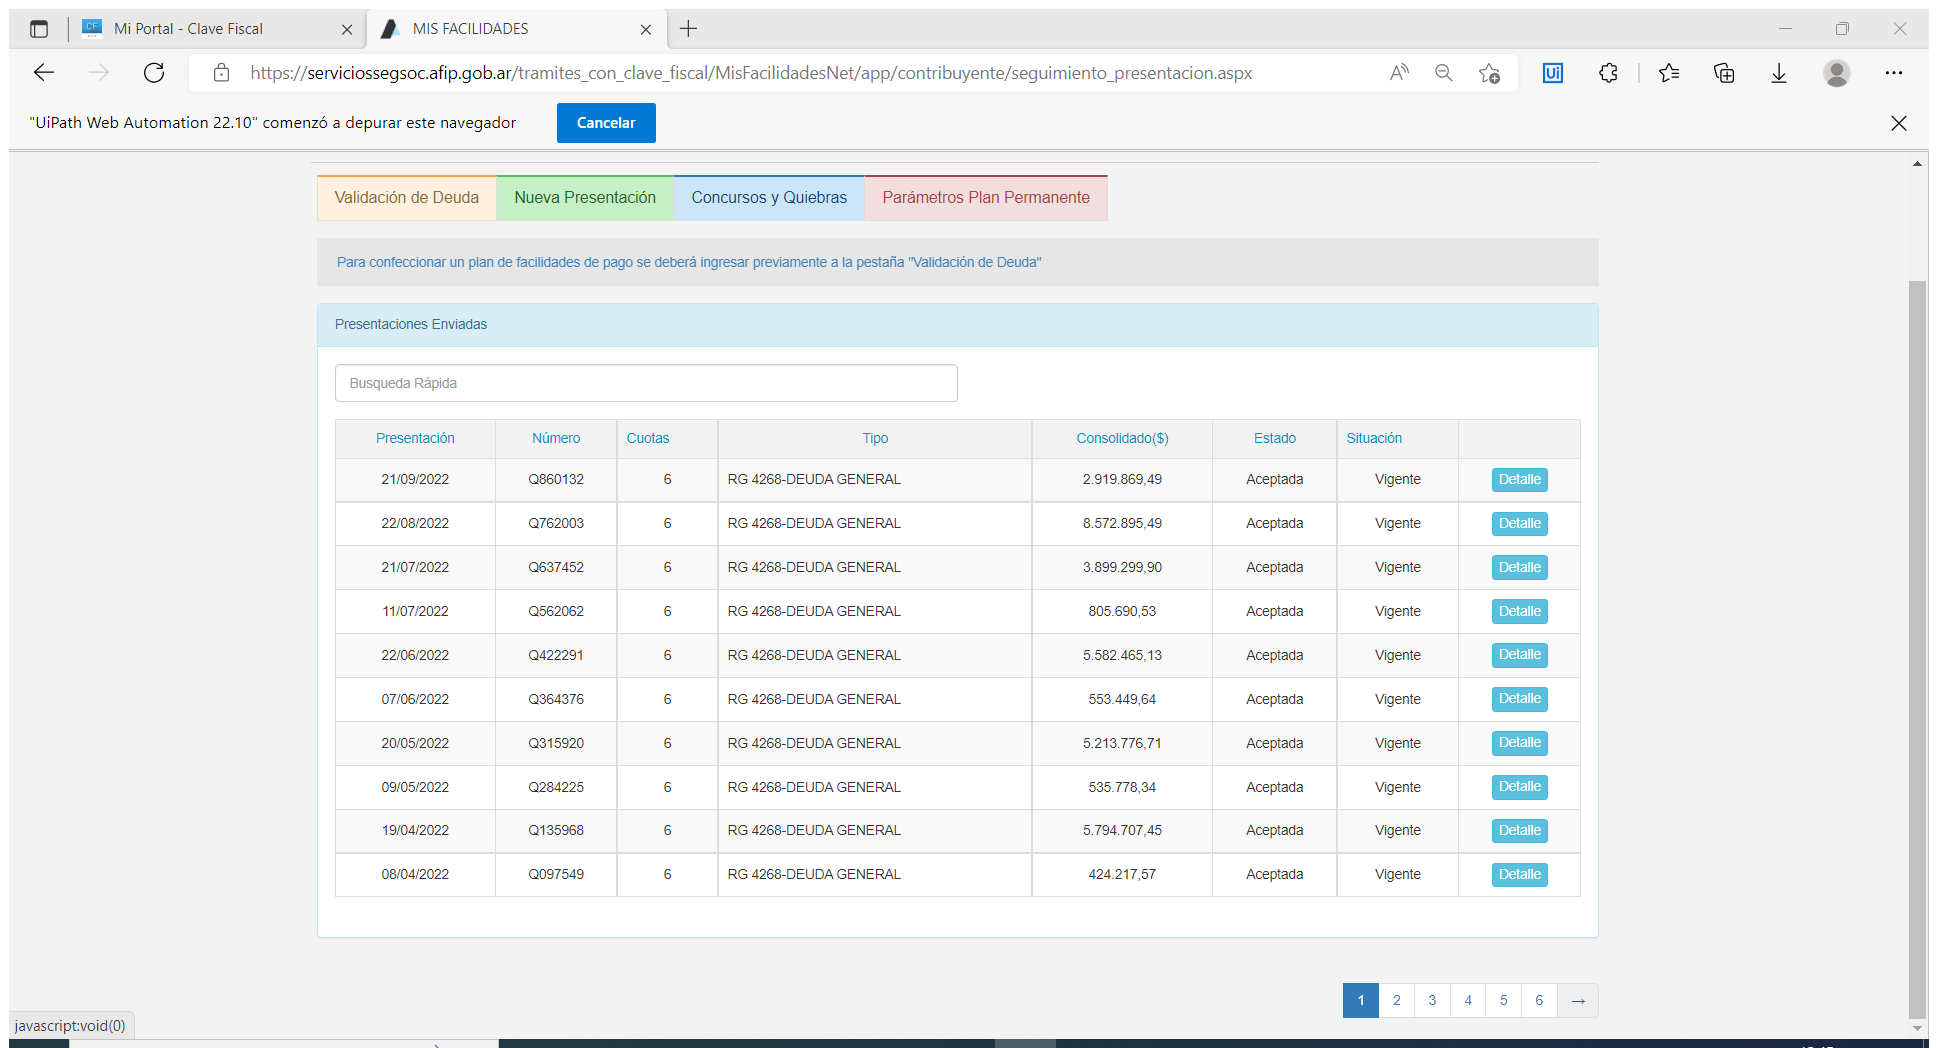 CF Mi Portal - Clave Fiscal
MIS FACILIDADES
https://serviciossegsoc.afip.gob.ar/tramites_con_clave_fiscal/MisFacilidadesNet/app/contribuyente/seguimiento_presentacion.aspx
Ui
"UiPath Web Automation 22.10" comenzó a depurar este navegador
Cancelar
Validación de Deuda
Nueva Presentación
Concursos y Quiebras
Parámetros Plan Permanente
Para confeccionar un plan de facilidades de pago se deberá ingresar previamente a la pestaña "Validación de Deuda"
Presentaciones Enviadas
Busqueda Rápida
Presentación Número Cuotas Tipo Consolidado($) Estado Situación
21/09/2022 Q860132 6 RG 4268-DEUDA GENERAL 2.919.869,49 Aceptada Vigente Detalle
22/08/2022 Q762003 6 RG 4268-DEUDA GENERAL 8.572.895,49 Aceptada Vigente Detalle
21/07/2022 Q637452 6 RG 4268-DEUDA GENERAL 3.899.299,90 Aceptada Vigente Detalle
11/07/2022 Q562062 6 RG 4268-DEUDA GENERAL 805.690,53 Aceptada Vigente Detalle
22/06/2022 Q422291 6 RG 4268-DEUDA GENERAL 5.582.465,13 Aceptada Vigente Detalle
07/06/2022 Q364376 6 RG 4268-DEUDA GENERAL 553.449,64 Aceptada Vigente Detalle
20/05/2022 Q315920 6 RG 4268-DEUDA GENERAL 5.213.776,71 Aceptada Vigente Detalle
09/05/2022 Q284225 6 RG 4268-DEUDA GENERAL 535.778,34 Aceptada Vigente Detalle
19/04/2022 Q135968 6 RG 4268-DEUDA GENERAL 5.794.707,45 Aceptada Vigente Detalle
08/04/2022 Q097549 6 RG 4268-DEUDA GENERAL 424.217,57 Aceptada Vigente Detalle
1 2 3 4 5 6 →
javascript:void(0)